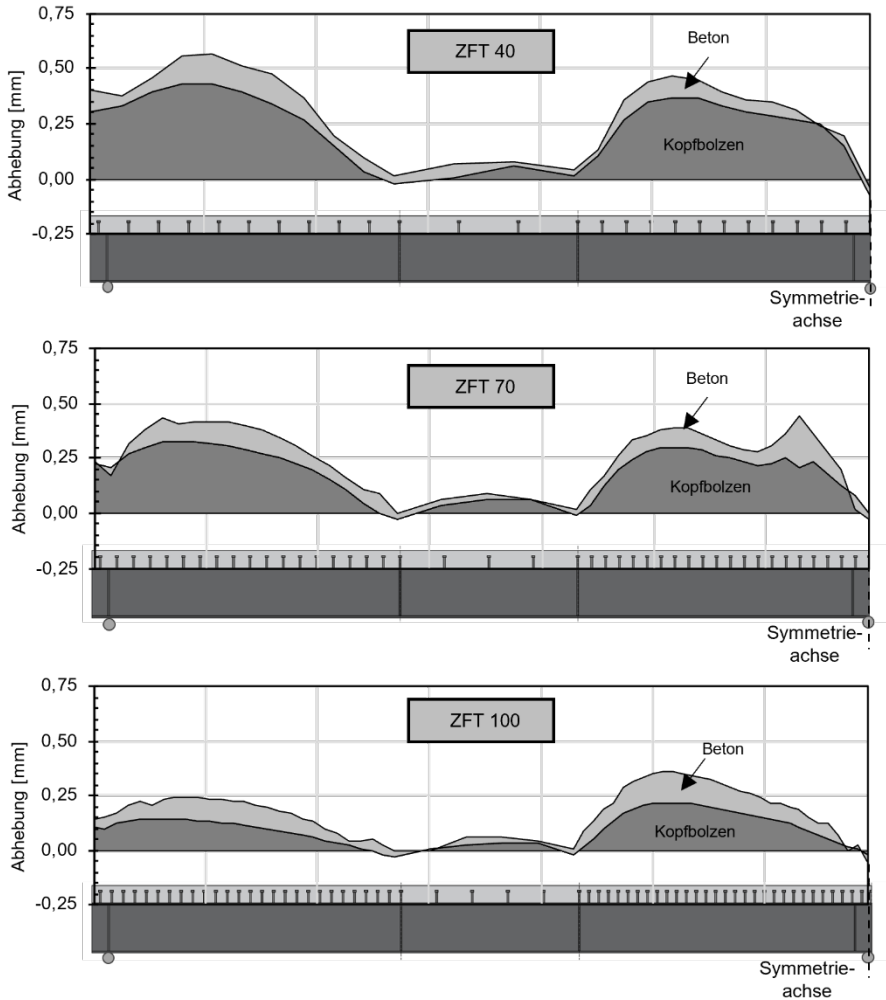 0,75
ZFT 40
Beton
0,50
Abhebung [mm]
0,25
Kopfbolzen
0,00
-0,25
Symmetrie-
achse
0,75
ZFT 70
Beton
0,50
Abhebung [mm]
0,25
Kopfbolzen
0,00
-0,25
Symmetrie-
achse
0,75
ZFT 100
Beton
0,50
Abhebung [mm]
0,25
Kopfbolzen
0,00
-0,25
Symmetrie-
achse